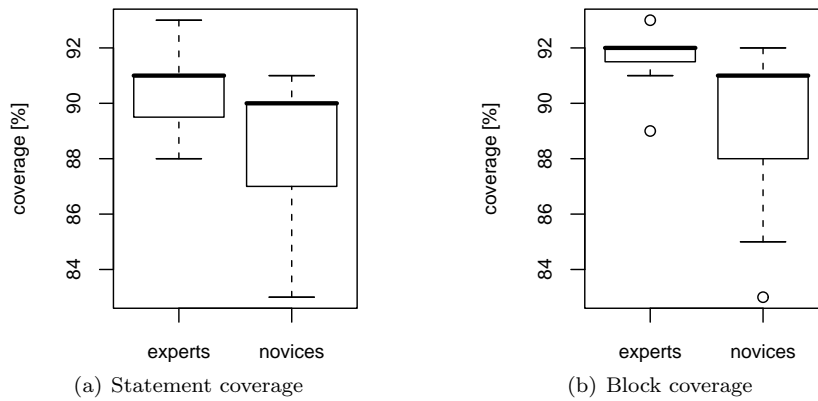 coverage [%]
92
90
88
86
84
experts novices
(a) Statement coverage
coverage [%]
92
90
88
86
84
experts novices
(b) Block coverage